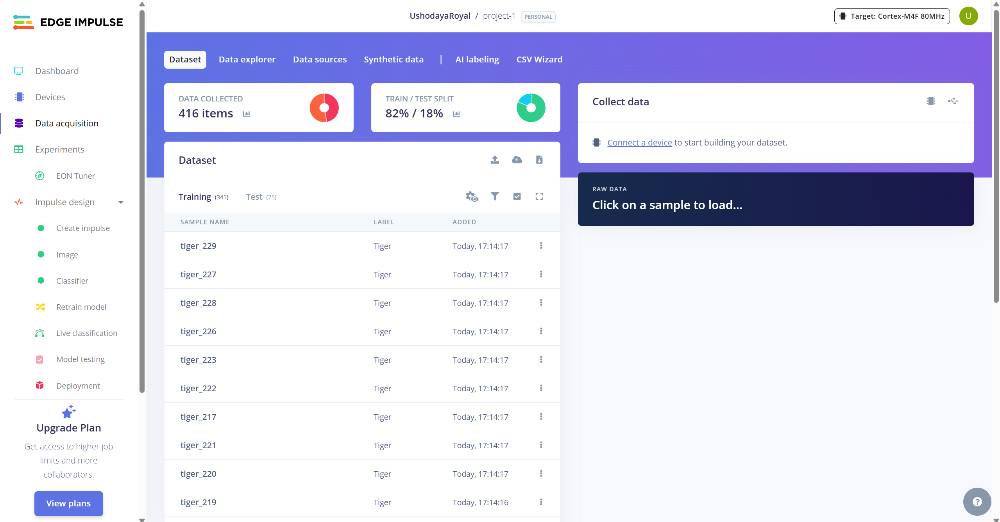 EDGE IMPULSE
Dashboard
Devices
Data acquisition
Experiments
EON Tuner
Impulse design
Create impulse
Image
Classifier
Retrain model
Live classification
Model testing
Deployment
Upgrade Plan
Get access to higher job
limits and more
collaborators.
View plans
UshodayaRoyal / project-1 PERSONAL
Target: Cortex-M4F 80MHz
U
Dataset Data explorer Data sources Synthetic data | AI labeling CSV Wizard
DATA COLLECTED
416 items
TRAIN / TEST SPLIT
82% / 18%
Dataset
Training (341) Test (75)
SAMPLE NAME LABEL ADDED
tiger_229 Tiger Today, 17:14:17
tiger_227 Tiger Today, 17:14:17
tiger_228 Tiger Today, 17:14:17
tiger_226 Tiger Today, 17:14:17
tiger_223 Tiger Today, 17:14:17
tiger_222 Tiger Today, 17:14:17
tiger_217 Tiger Today, 17:14:17
tiger_221 Tiger Today, 17:14:17
tiger_220 Tiger Today, 17:14:17
tiger_219 Tiger Today, 17:14:16
Collect data
Connect a device to start building your dataset.
RAW DATA
Click on a sample to load...
?